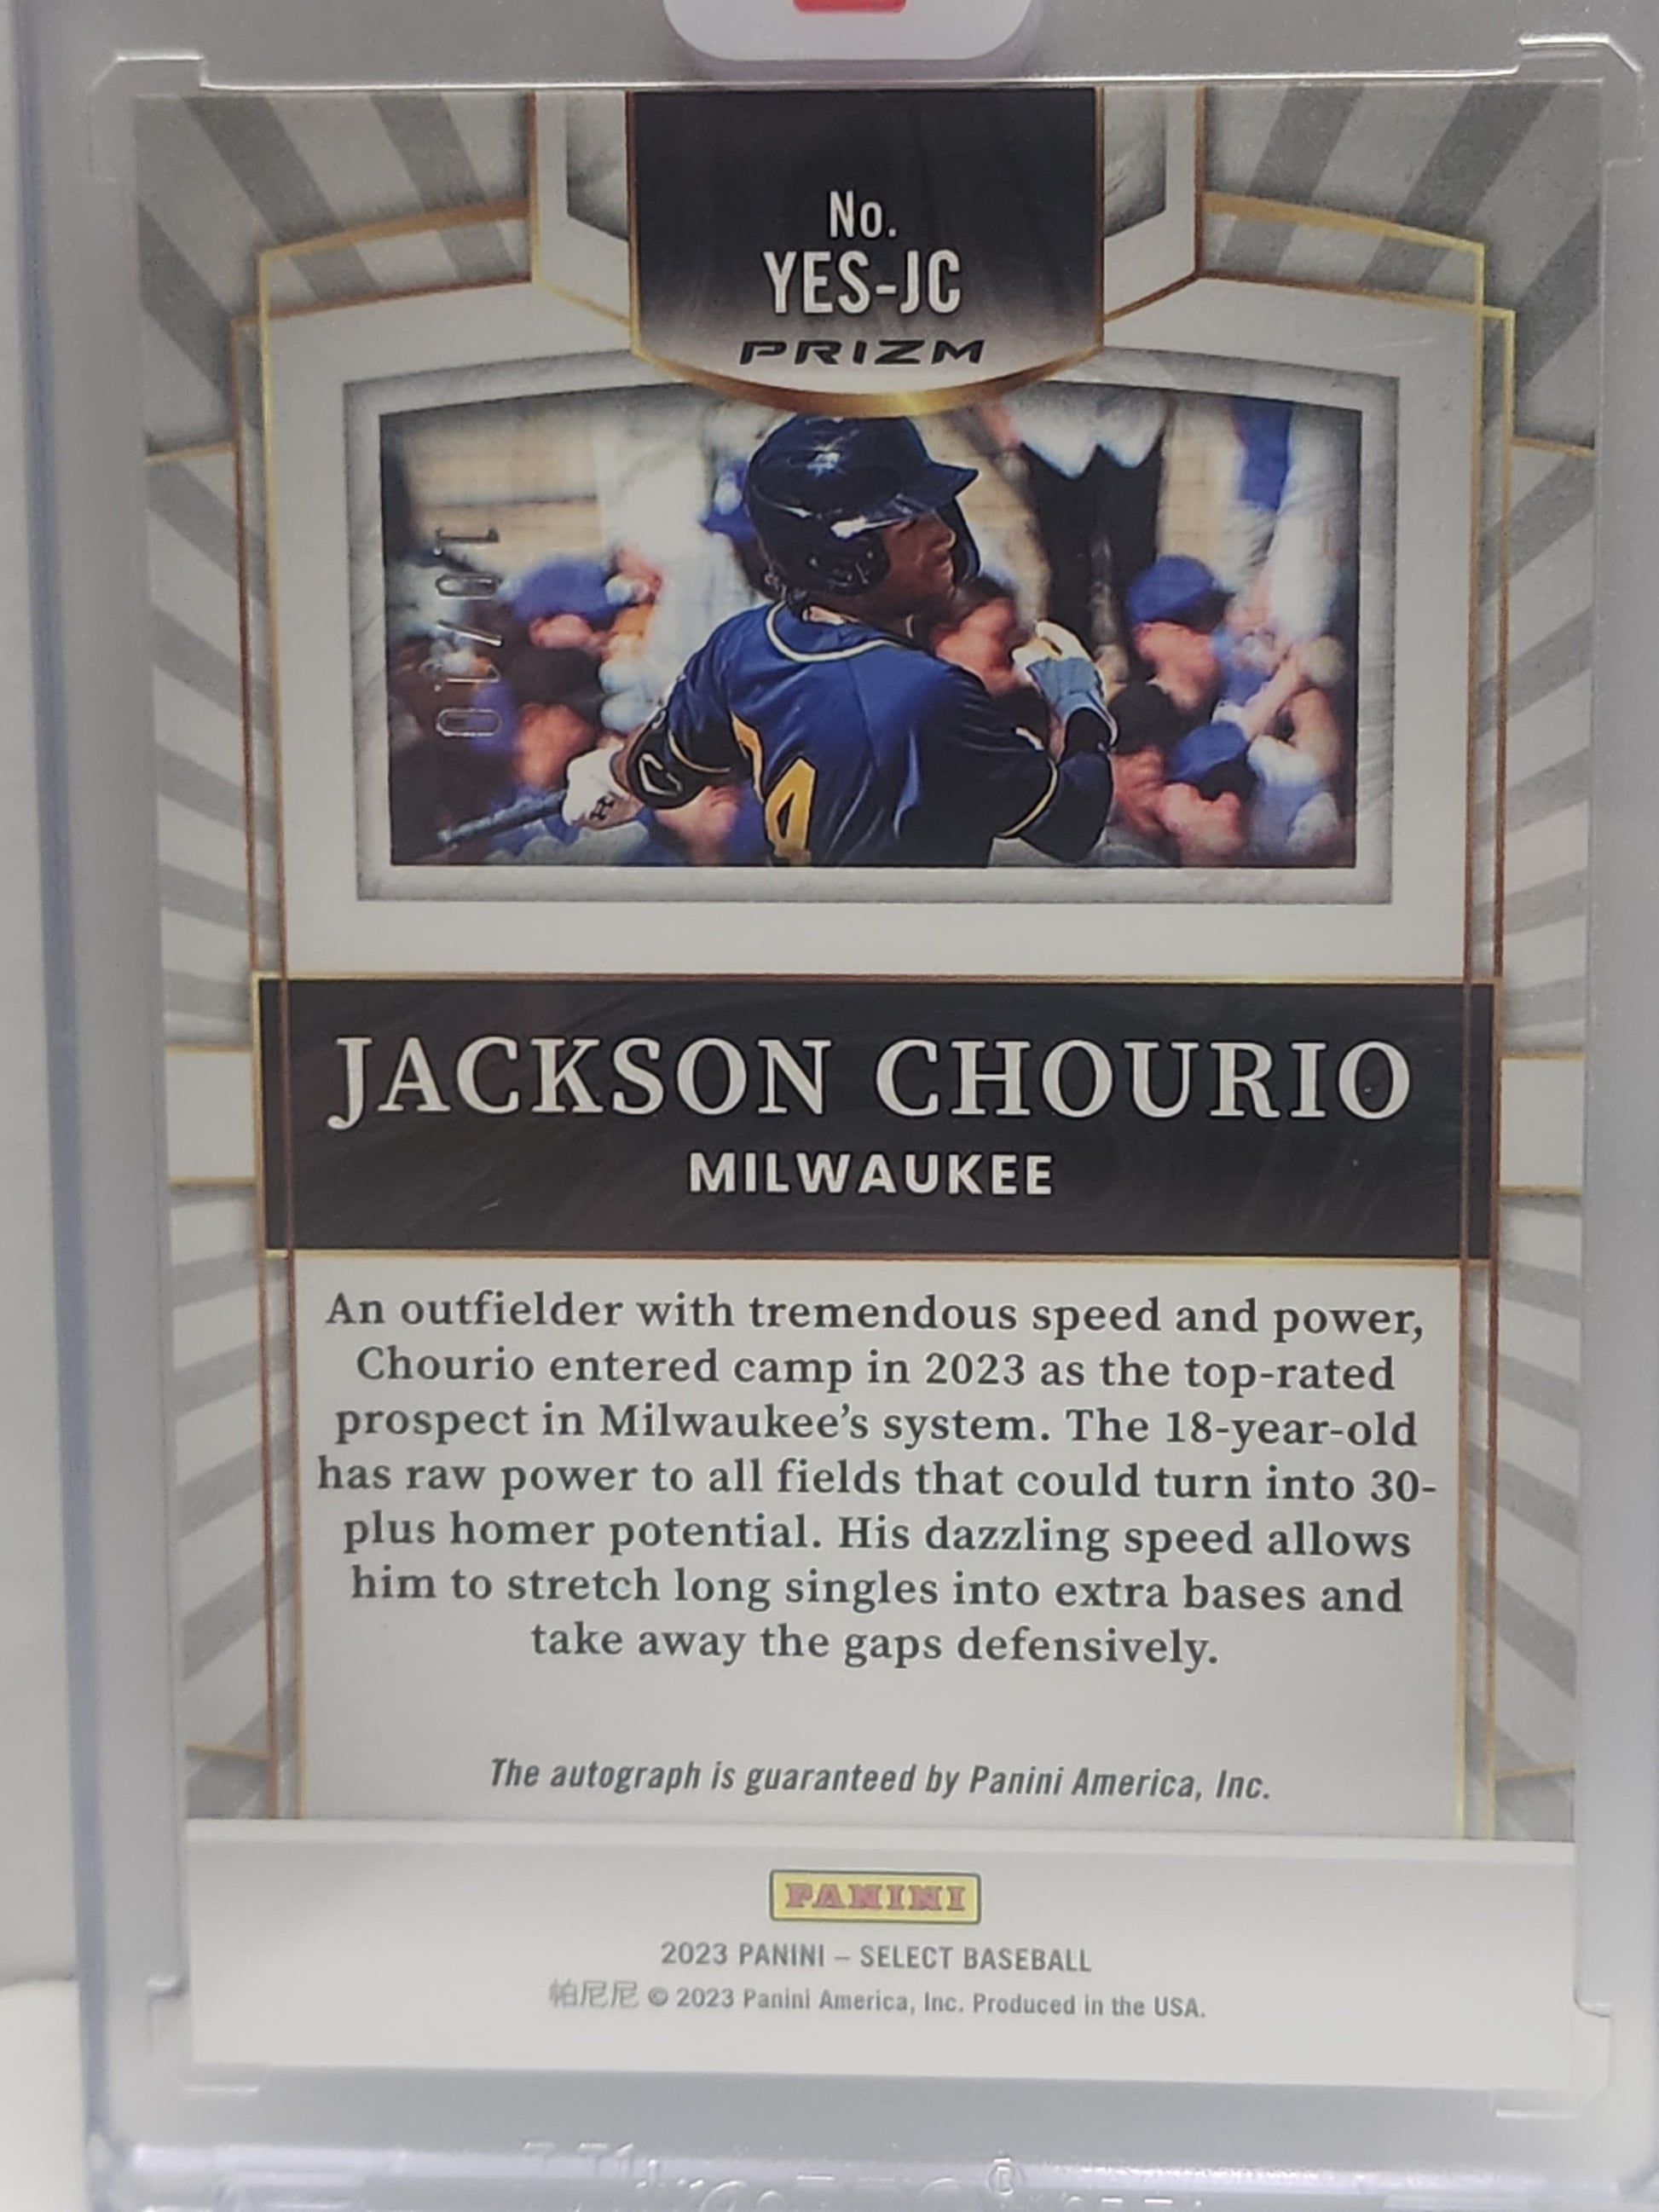 No.
YES-JC
PRIZM
01/01
4
JACKSON CHOURIO
MILWAUKEE
An outfielder with tremendous speed and power,
Chourio entered camp in 2023 as the top-rated
prospect in Milwaukee's system. The 18-year-old
has raw power to all fields that could turn into 30-
plus homer potential. His dazzling speed allows
him to stretch long singles into extra bases and
take away the gaps defensively.
The autograph is guaranteed by Panini America, Inc.
PANINI
2023 PANINI – SELECT BASEBALL
帕尼尼 © 2023 Panini America, Inc. Produced in the USA.